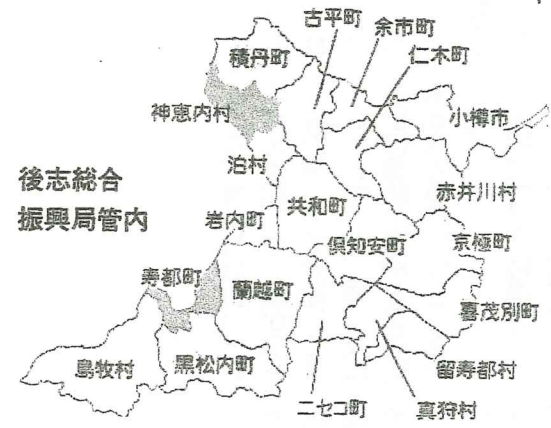 古平町
余市町
積丹町
仁木町
神恵内村
小樽市
泊村
赤井川村
後志総合
振興局管内
共和町
岩内町
倶知安町
京極町
寿都町
蘭越町
喜茂別町
島牧村
黒松内町
留寿都村
ニセコ町
真狩村